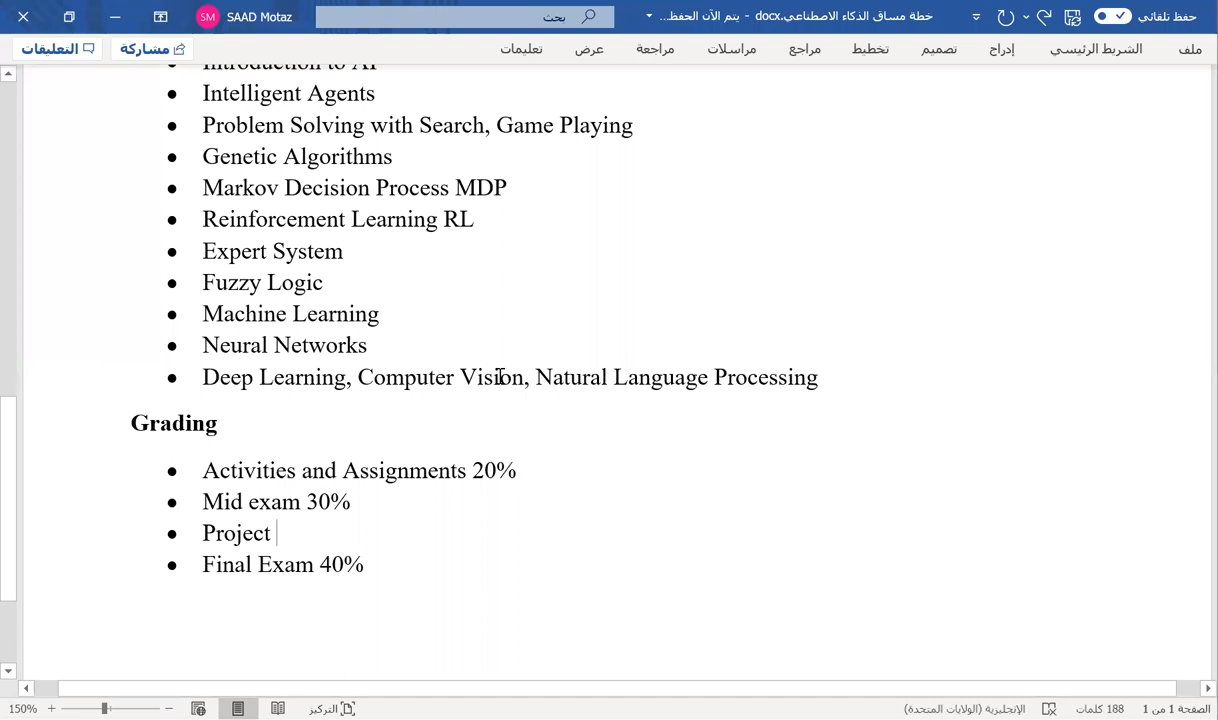 حفظ تلقائي
خطة مساق الذكاء الاصطناعي.docx - يتم الآن الحفظ...
بحث
SAAD Motaz
SM
ملف
الشريط الرئيسي
إدراج
تصميم
تخطيط
مراجع
مراسلات
مراجعة
عرض
تعليمات
مشاركة
التعليقات
Introduction to AI
Intelligent Agents
Problem Solving with Search, Game Playing
Genetic Algorithms
Markov Decision Process MDP
Reinforcement Learning RL
Expert System
Fuzzy Logic
Machine Learning
Neural Networks
Deep Learning, Computer Vision, Natural Language Processing
Grading
Activities and Assignments 20%
Mid exam 30%
Project
Final Exam 40%
الصفحة 1 من 1
188 كلمات
الإنجليزية (الولايات المتحدة)
التركيز
150%